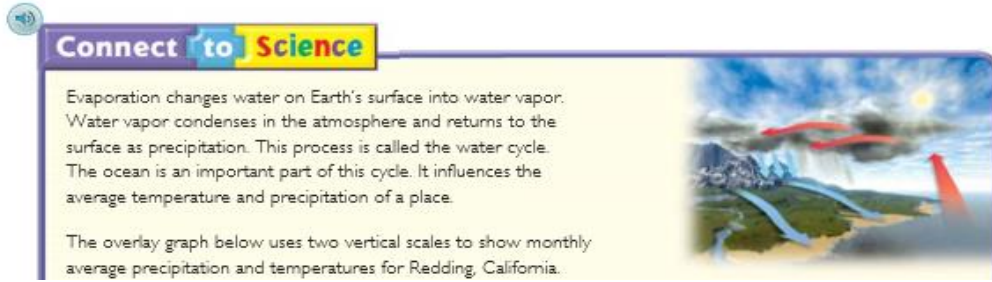 Connect to Science
Evaporation changes water on Earth's surface into water vapor.
Water vapor condenses in the atmosphere and returns to the
surface as precipitation. This process is called the water cycle.
The ocean is an important part of this cycle. It influences the
average temperature and precipitation of a place.
The overlay graph below uses two vertical scales to show monthly
average precipitation and temperatures for Redding, California.